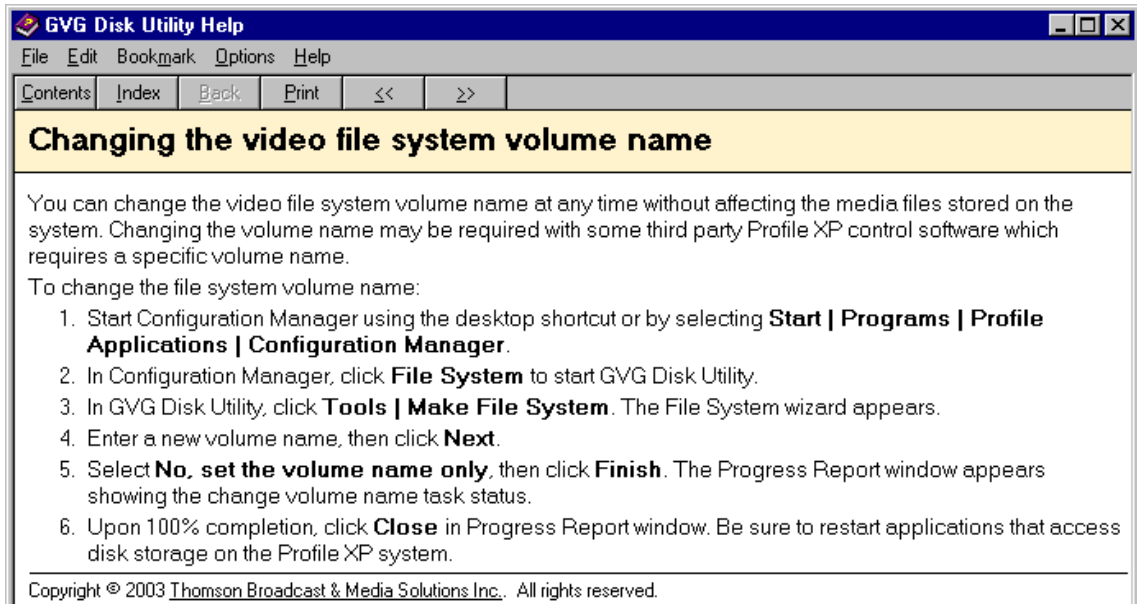 GVG Disk Utility Help
File Edit Bookmark Options Help
Contents Index Back Print << >>
Changing the video file system volume name
You can change the video file system volume name at any time without affecting the media files stored on the
system. Changing the volume name may be required with some third party Profile XP control software which
requires a specific volume name.
To change the file system volume name:
1. Start Configuration Manager using the desktop shortcut or by selecting Start | Programs | Profile
Applications | Configuration Manager.
2. In Configuration Manager, click File System to start GVG Disk Utility.
3. In GVG Disk Utility, click Tools | Make File System. The File System wizard appears.
4. Enter a new volume name, then click Next.
5. Select No, set the volume name only, then click Finish. The Progress Report window appears
showing the change volume name task status.
6. Upon 100% completion, click Close in Progress Report window. Be sure to restart applications that access
disk storage on the Profile XP system.
Copyright © 2003 Thomson Broadcast & Media Solutions Inc.. All rights reserved.